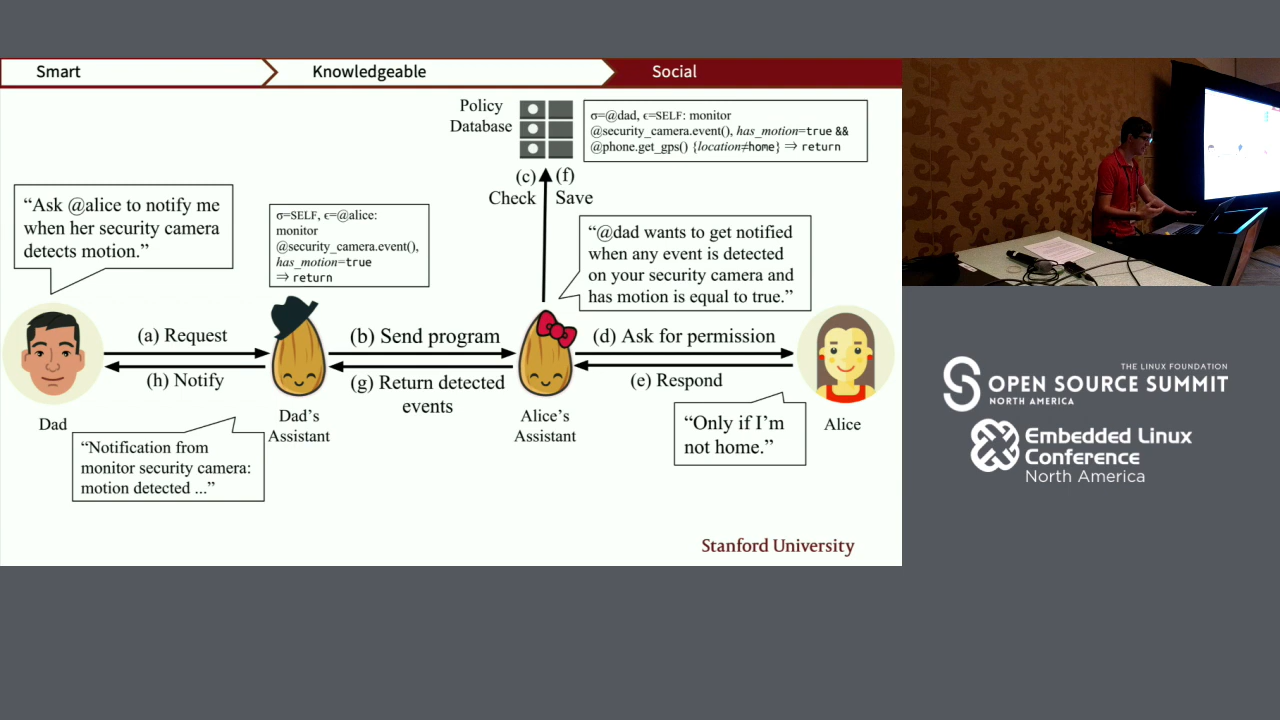 Smart
Knowledgeable
Social
Policy
Database
σ=@dad, ϵ=SELF: monitor
@security_camera.event(), has_motion=true &&
@phone.get_gps() {location≠home} ⇒ return
(c)
(f)
Check
Save
“Ask @alice to notify me
when her security camera
detects motion.”
σ=SELF, ϵ=@alice:
monitor
@security_camera.event(),
has_motion=true
⇒ return
“@dad wants to get notified
when any event is detected
on your security camera and
has motion is equal to true.”
(a) Request
(b) Send program
(d) Ask for permission
(h) Notify
(g) Return detected
events
(e) Respond
Dad
Dad’s
Assistant
Alice’s
Assistant
Alice
“Notification from
monitor security camera:
motion detected ...”
“Only if I’m
not home.”
Stanford University
THE LINUX FOUNDATION
OPEN SOURCE SUMMIT
NORTH AMERICA
Embedded Linux
Conference
North America